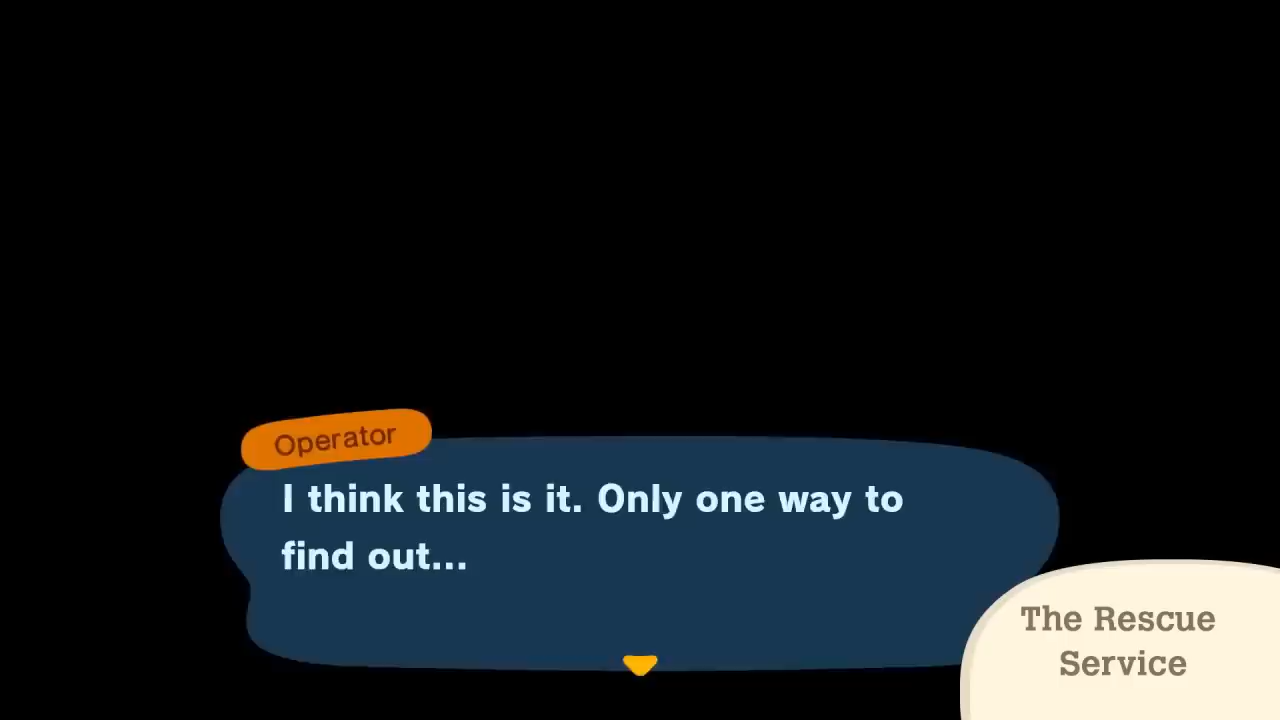 Operator
I think this is it. Only one way to
find out...
The Rescue
Service